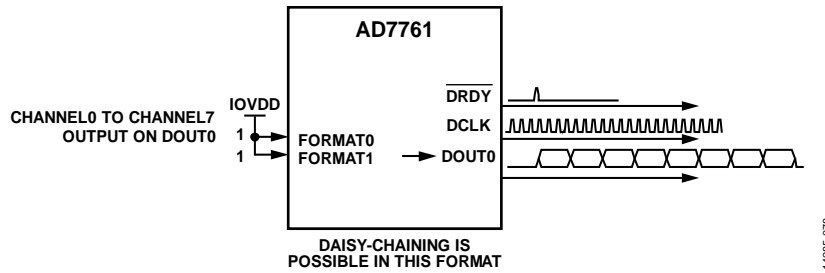 AD7761
IOVDD
CHANNEL0 TO CHANNEL7
OUTPUT ON DOUT0
1
1
FORMAT0
FORMAT1
DRDY
DCLK
DOUT0
DAISY-CHAINING IS
POSSIBLE IN THIS FORMAT